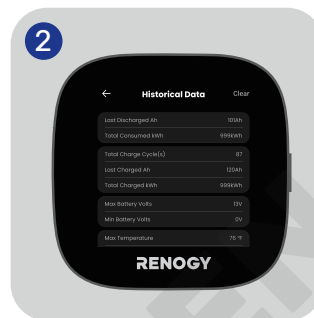 2
← Historical Data Clear
Last Discharged Ah 101Ah
Total Consumed kWh 999kWh
Total Charge Cycle(s) 87
Last Charged Ah 120Ah
Total Charged kWh 999kWh
Max Battery Volts 13V
Min Battery Volts 0V
Max Temperature 76 °F
RENOGY